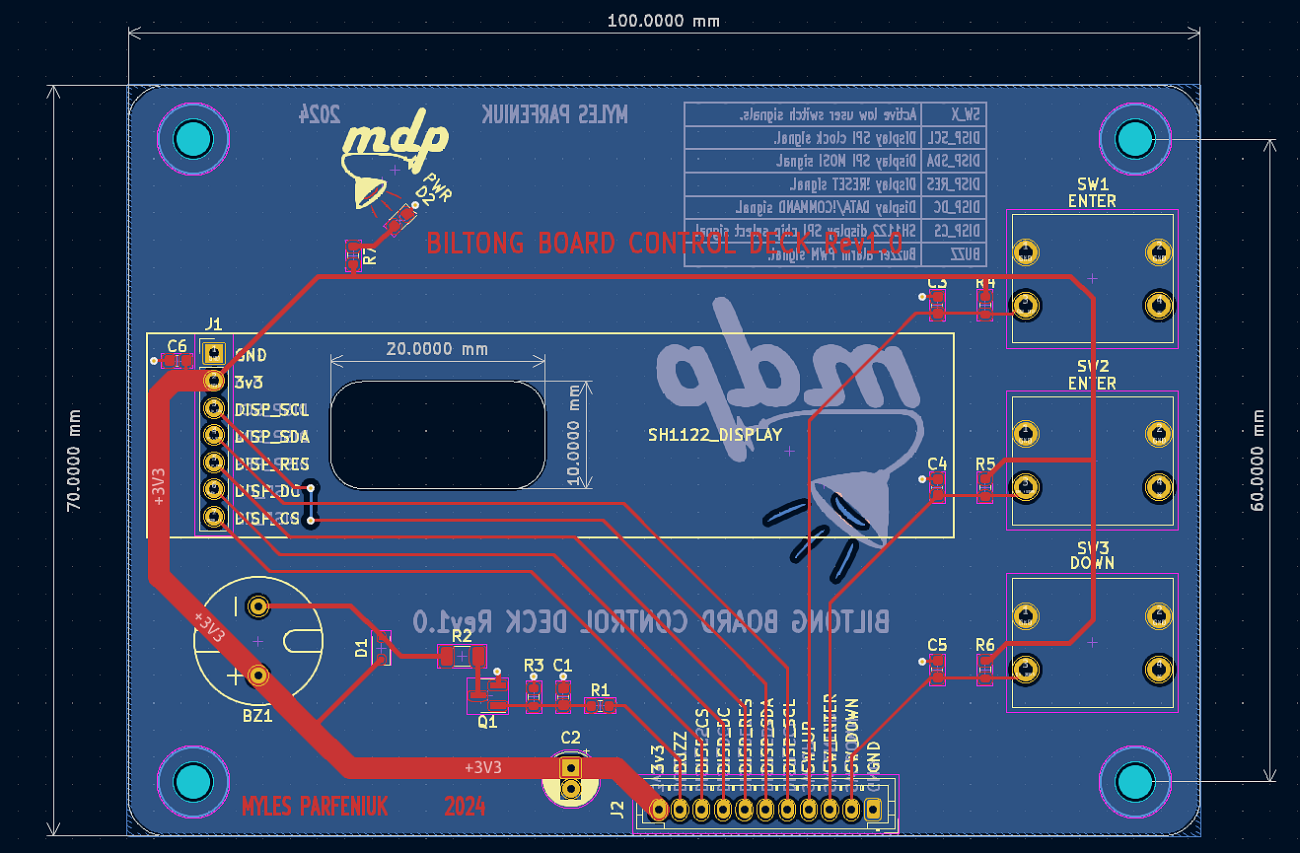 100.0000 mm
2024
MYLES PARFENIUK
mdp
PWR
D2
R7
SW_X Active low user switch signals.
DISP_SCL Display SPI clock signal.
DISP_SDA Display SPI MOSI signal.
DISP_RES Display !RESET signal.
DISP_DC Display DATA/!COMMAND signal.
DISP_CS SH1122 display SPI chip select signal.
BUZZ Buzzer alarm PWM signal.
BILTONG BOARD CONTROL DECK Rev1.0
SW1
ENTER
C3 R4
J1
C6
GND
3v3
DISP_SCL
DISP_SDA
DISP_RES
DISP_DC
DISP_CS
20.0000 mm
10.0000 mm
mdp
SH1122_DISPLAY
SW2
ENTER
C4 R5
70.0000 mm
60.0000 mm
+3V3
SW3
DOWN
C5 R6
+3V3
BILTONG BOARD CONTROL DECK Rev1.0
D1
R2
R3 C1
R1
Q1
BZ1
C2
+3V3
3v3
BUZZ
DISP_CS
DISP_DC
DISP_RES
DISP_SDA
DISP_SCL
SW_UP
SW_ENTER
SW_DOWN
GND
J2
MYLES PARFENIUK 2024